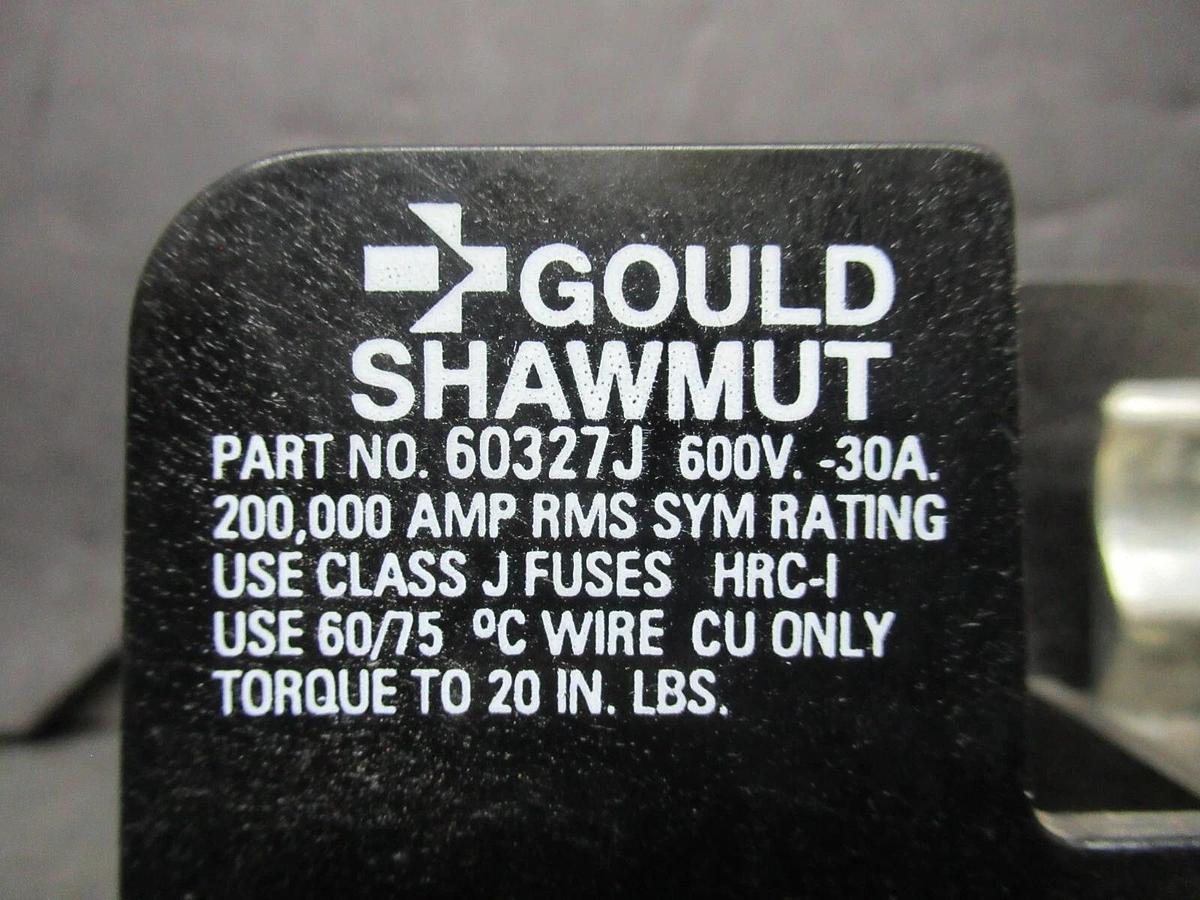 GOULD
SHAWMUT
PART NO. 60327J 600V. -30A.
200,000 AMP RMS SYM RATING
USE CLASS J FUSES HRC-I
USE 60/75 ºC WIRE CU ONLY
TORQUE TO 20 IN. LBS.